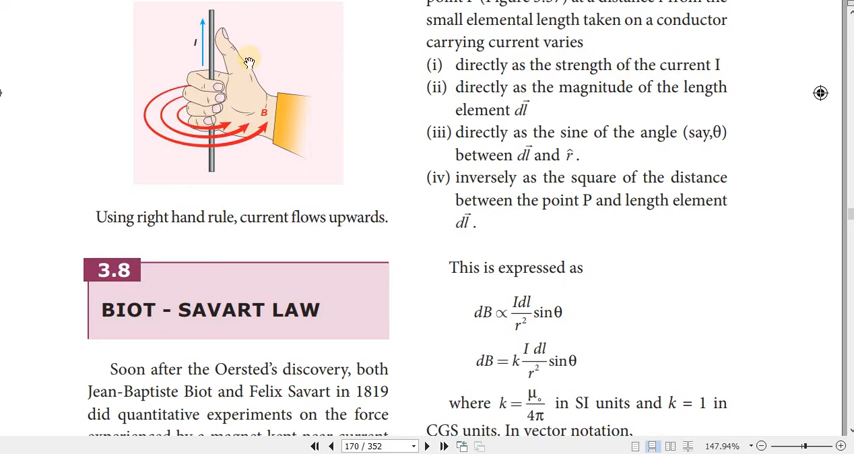 I
B
Using right hand rule, current flows upwards.
3.8
BIOT - SAVART LAW
Soon after the Oersted's discovery, both
Jean-Baptiste Biot and Felix Savart in 1819
did quantitative experiments on the force
experienced by a magnet kept near current
small elemental length taken on a conductor
carrying current varies
(i) directly as the strength of the current I
(ii) directly as the magnitude of the length
element dl⃗
(iii) directly as the sine of the angle (say,θ)
between dl⃗ and r̂ .
(iv) inversely as the square of the distance
between the point P and length element
dl⃗ .
This is expressed as
dB ∝ Idl/r² sinθ
dB = k I dl/r² sinθ
where k = μ₀/4π in SI units and k = 1 in
CGS units. In vector notation,
170 / 352
147.94%